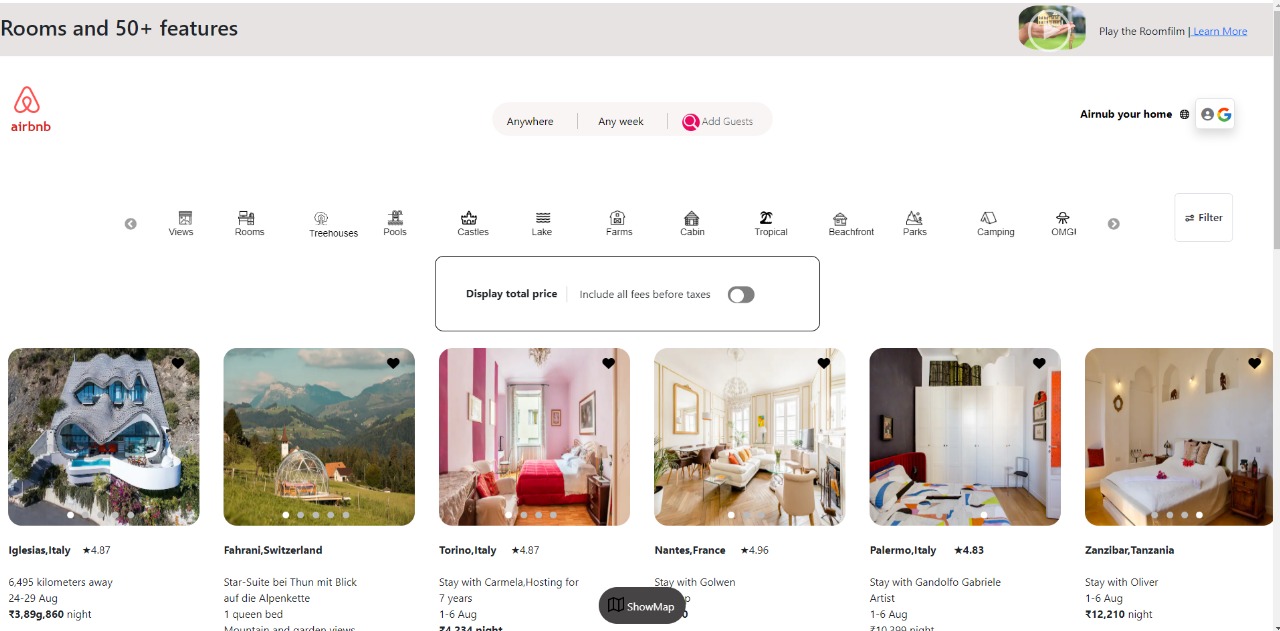 Rooms and 50+ features
Play the Roomfilm | Learn More
airbnb
Anywhere
Any week
Add Guests
Airnub your home
Views
Rooms
Treehouses
Pools
Castles
Lake
Farms
Cabin
Tropical
Beachfront
Parks
Camping
OMG!
Filter
Display total price
Include all fees before taxes
Iglesias,Italy ★4.87
6,495 kilometers away
24-29 Aug
₹3,89g,860 night
Fahrani,Switzerland
Star-Suite bei Thun mit Blick
auf die Alpenkette
1 queen bed
Mountain and garden views
Torino,Italy ★4.87
Stay with Carmela,Hosting for
7 years
1-6 Aug
₹4,234 night
Nantes,France ★4.96
Stay with Golwen
ShowMap
Palermo,Italy ★4.83
Stay with Gandolfo Gabriele
Artist
1-6 Aug
₹10,399 night
Zanzibar,Tanzania
Stay with Oliver
1-6 Aug
₹12,210 night